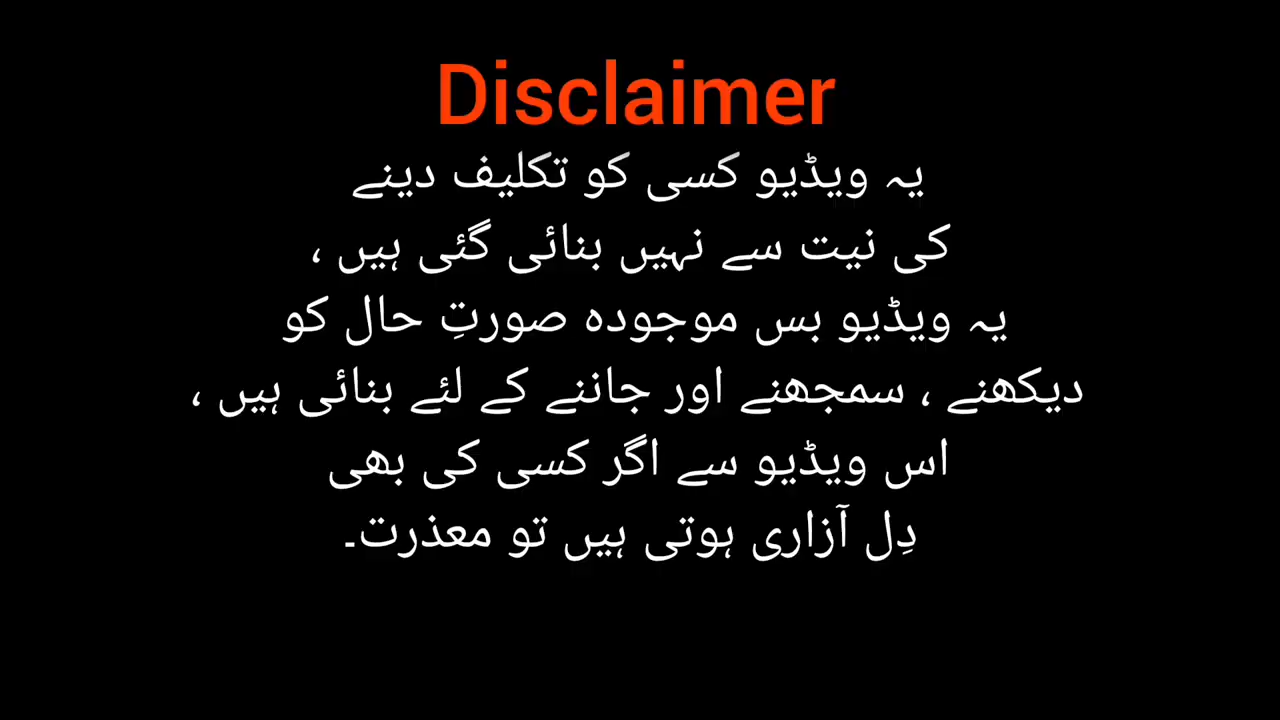 Disclaimer
یہ ویڈیو کسی کو تکلیف دینے
کی نیت سے نہیں بنائی گئی ہیں ،
یہ ویڈیو بس موجودہ صورتِ حال کو
دیکھنے ، سمجھنے اور جاننے کے لئے بنائی ہیں ،
اس ویڈیو سے اگر کسی کی بھی
دِل آزاری ہوتی ہیں تو معذرت۔